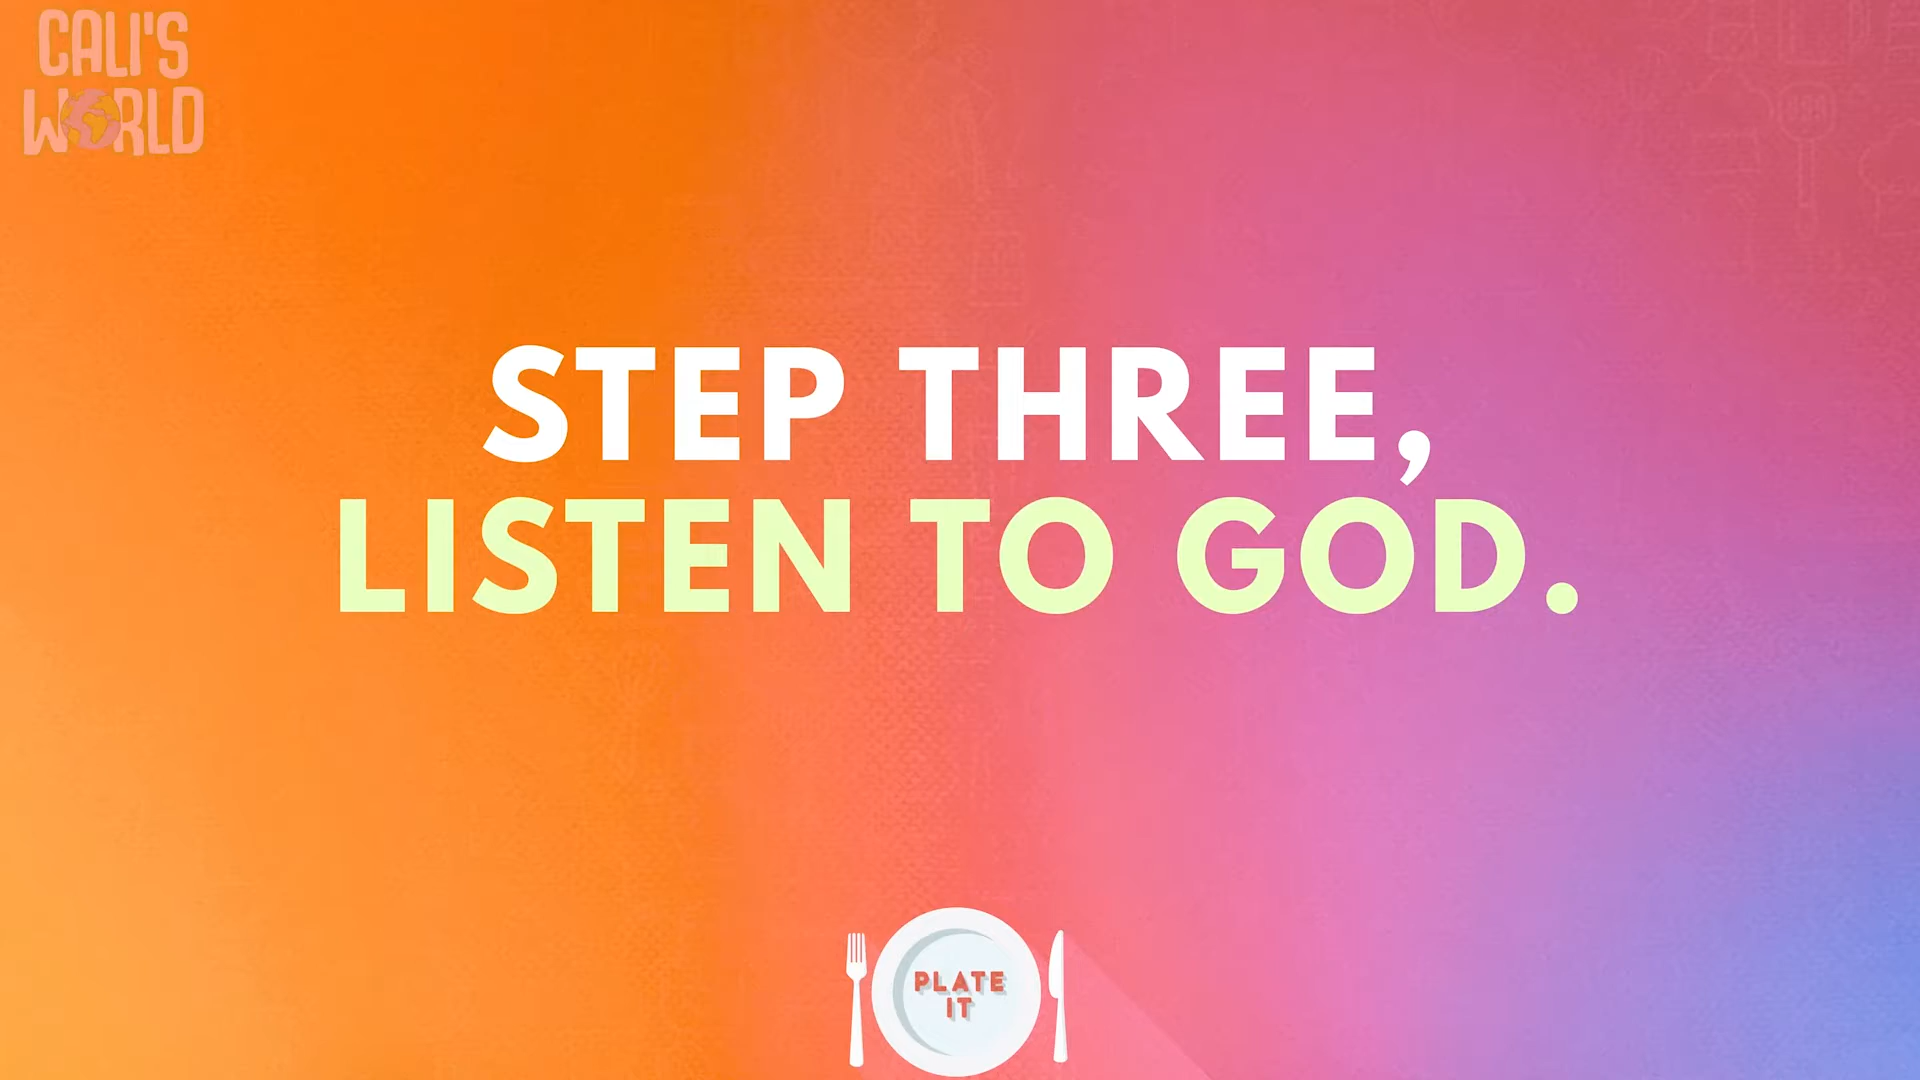 CALI'S
WORLD
STEP THREE,
LISTEN TO GOD.
PLATE
IT